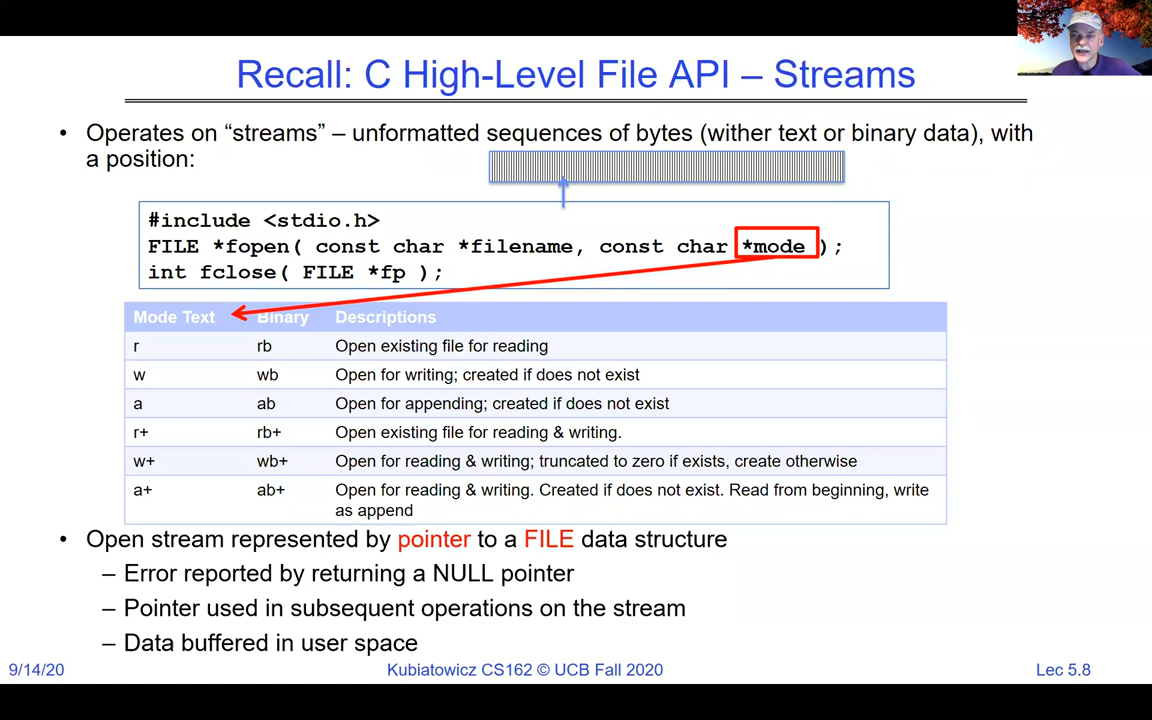 Recall: C High-Level File API – Streams
• Operates on “streams” – unformatted sequences of bytes (wither text or binary data), with
a position:
#include <stdio.h>
FILE *fopen( const char *filename, const char *mode );
int fclose( FILE *fp );
Mode Text Binary Descriptions
r rb Open existing file for reading
w wb Open for writing; created if does not exist
a ab Open for appending; created if does not exist
r+ rb+ Open existing file for reading & writing.
w+ wb+ Open for reading & writing; truncated to zero if exists, create otherwise
a+ ab+ Open for reading & writing. Created if does not exist. Read from beginning, write
as append
• Open stream represented by pointer to a FILE data structure
– Error reported by returning a NULL pointer
– Pointer used in subsequent operations on the stream
– Data buffered in user space
9/14/20 Kubiatowicz CS162 © UCB Fall 2020 Lec 5.8